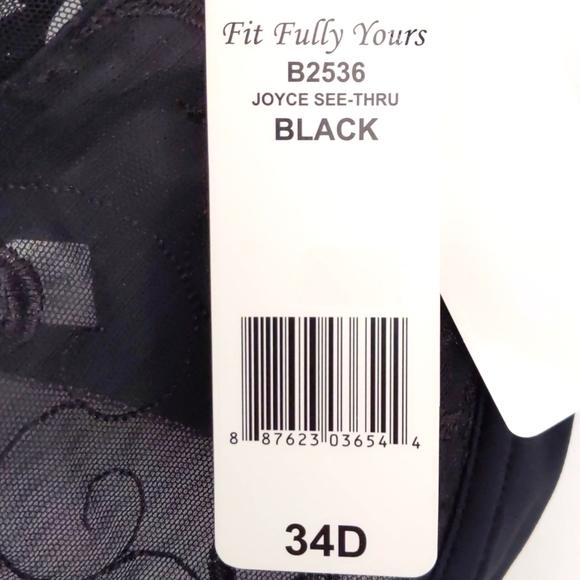 Fit Fully Yours
B2536
JOYCE SEE-THRU
BLACK
8 87623 03654 4
34D